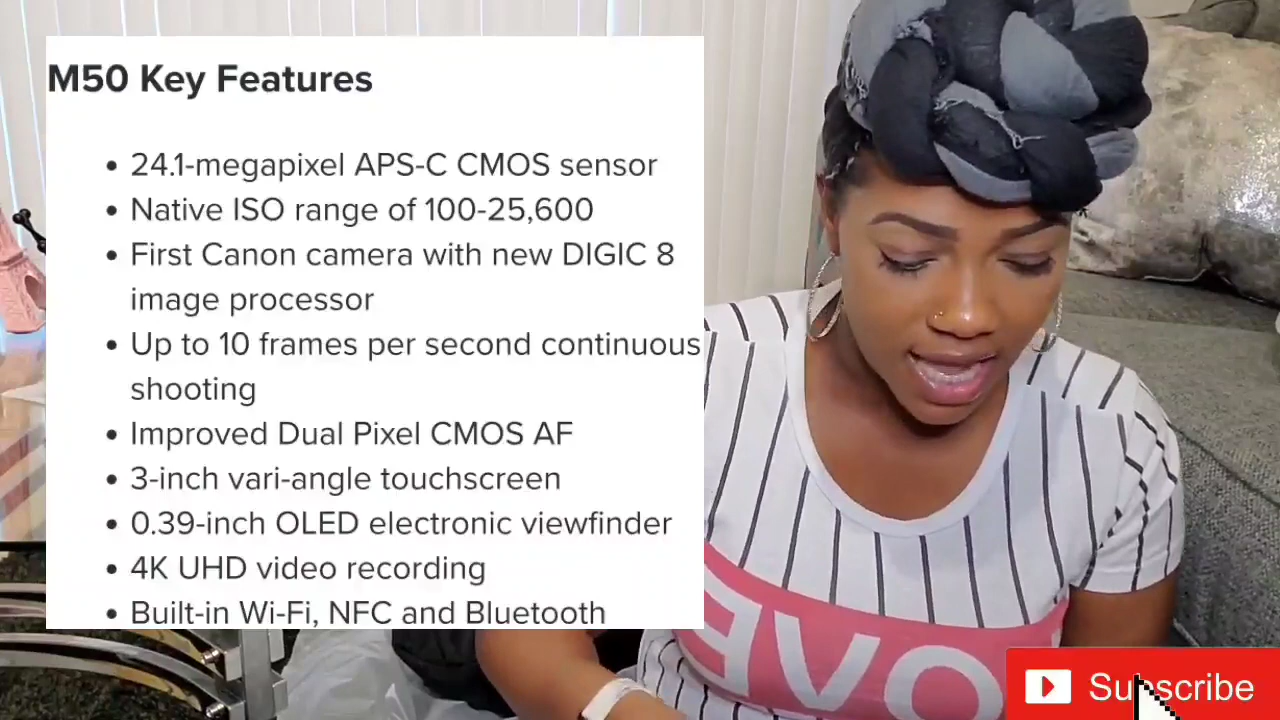 M50 Key Features
• 24.1-megapixel APS-C CMOS sensor
• Native ISO range of 100-25,600
• First Canon camera with new DIGIC 8
image processor
• Up to 10 frames per second continuous
shooting
• Improved Dual Pixel CMOS AF
• 3-inch vari-angle touchscreen
• 0.39-inch OLED electronic viewfinder
• 4K UHD video recording
• Built-in Wi-Fi, NFC and Bluetooth
OVE
Subscribe